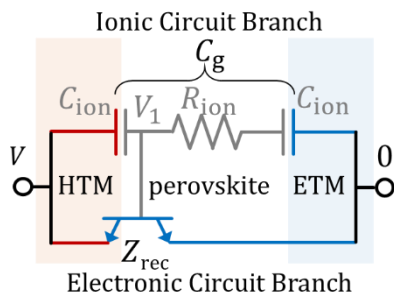 Ionic Circuit Branch
C_g
C_ion V_1 R_ion C_ion
V 0
HTM perovskite ETM
Z_rec
Electronic Circuit Branch